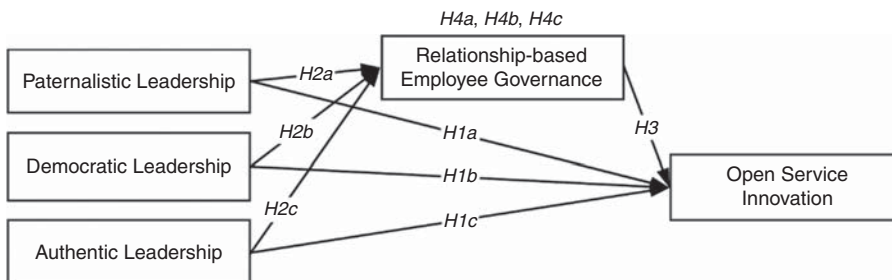 H4a, H4b, H4c
Relationship-based
Employee Governance
Paternalistic Leadership
H2a
H1a
H3
H2b
Democratic Leadership
H1b
Open Service
Innovation
H2c
H1c
Authentic Leadership